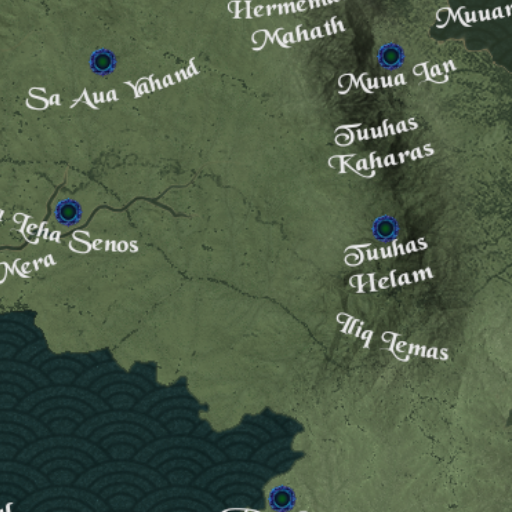 Mahath
Sa Aua Yahand
Muua Lan
Tuuhas
Kaharas
Leha Senos
Mera
Tuuhas
Helam
Iliq Lemas